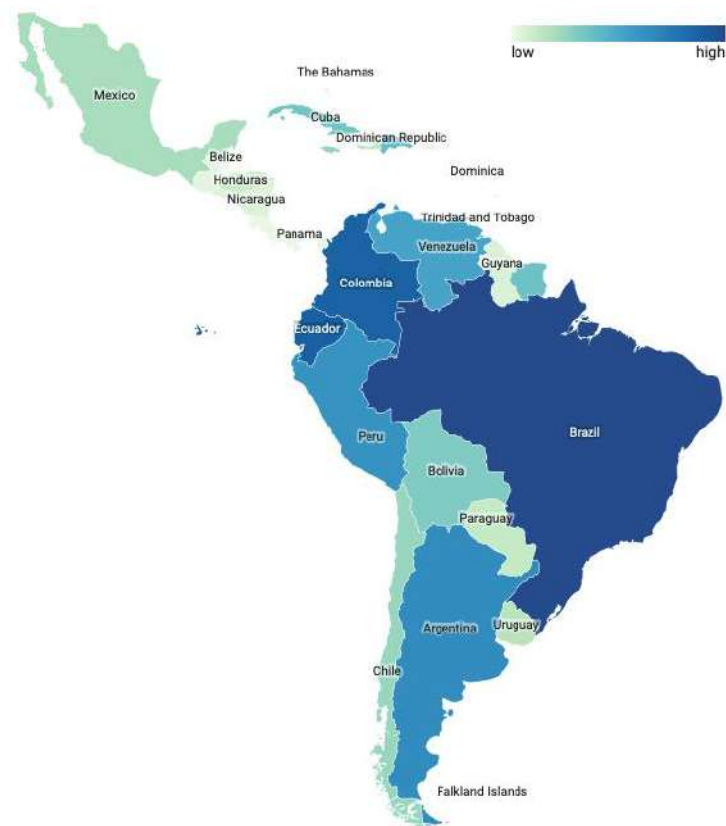 low high
The Bahamas
Mexico
Cuba
Dominican Republic
Belize
Dominica
Honduras
Nicaragua
Trinidad and Tobago
Panama
Venezuela
Guyana
Colombia
Ecuador
Brazil
Peru
Bolivia
Paraguay
Uruguay
Argentina
Chile
Falkland Islands